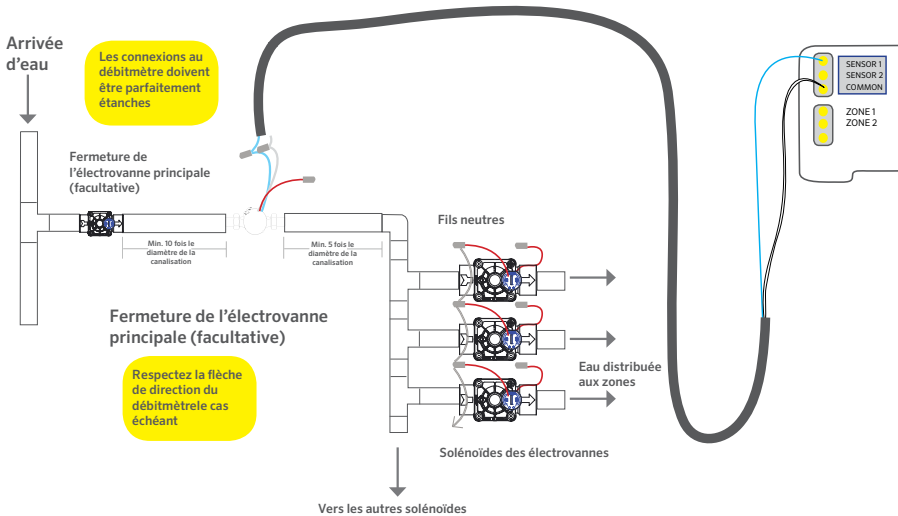 Arrivée
d'eau
Les connexions au
débitmètre doivent
être parfaitement
étanches
SENSOR 1
SENSOR 2
COMMON
ZONE 1
ZONE 2
Fermeture de
l'électrovanne principale
(facultative)
Min. 10 fois le
diamètre de la
canalisation
Min. 5 fois le
diamètre de la
canalisation
Fils neutres
Fermeture de l'électrovanne
principale (facultative)
Respectez la flèche
de direction du
débitmètrele cas
échéant
Eau distribuée
aux zones
Solénoïdes des électrovannes
Vers les autres solénoïdes